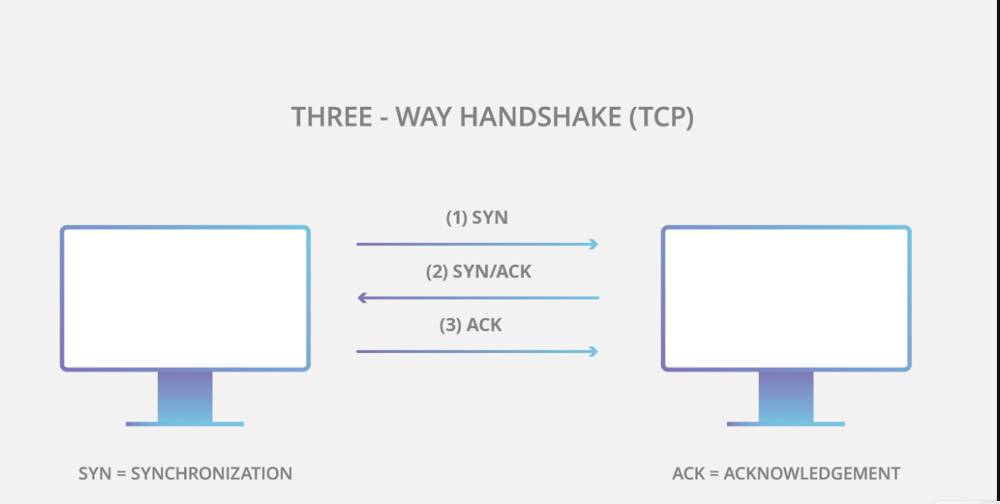 THREE - WAY HANDSHAKE (TCP)
(1) SYN
(2) SYN/ACK
(3) ACK
SYN = SYNCHRONIZATION
ACK = ACKNOWLEDGEMENT